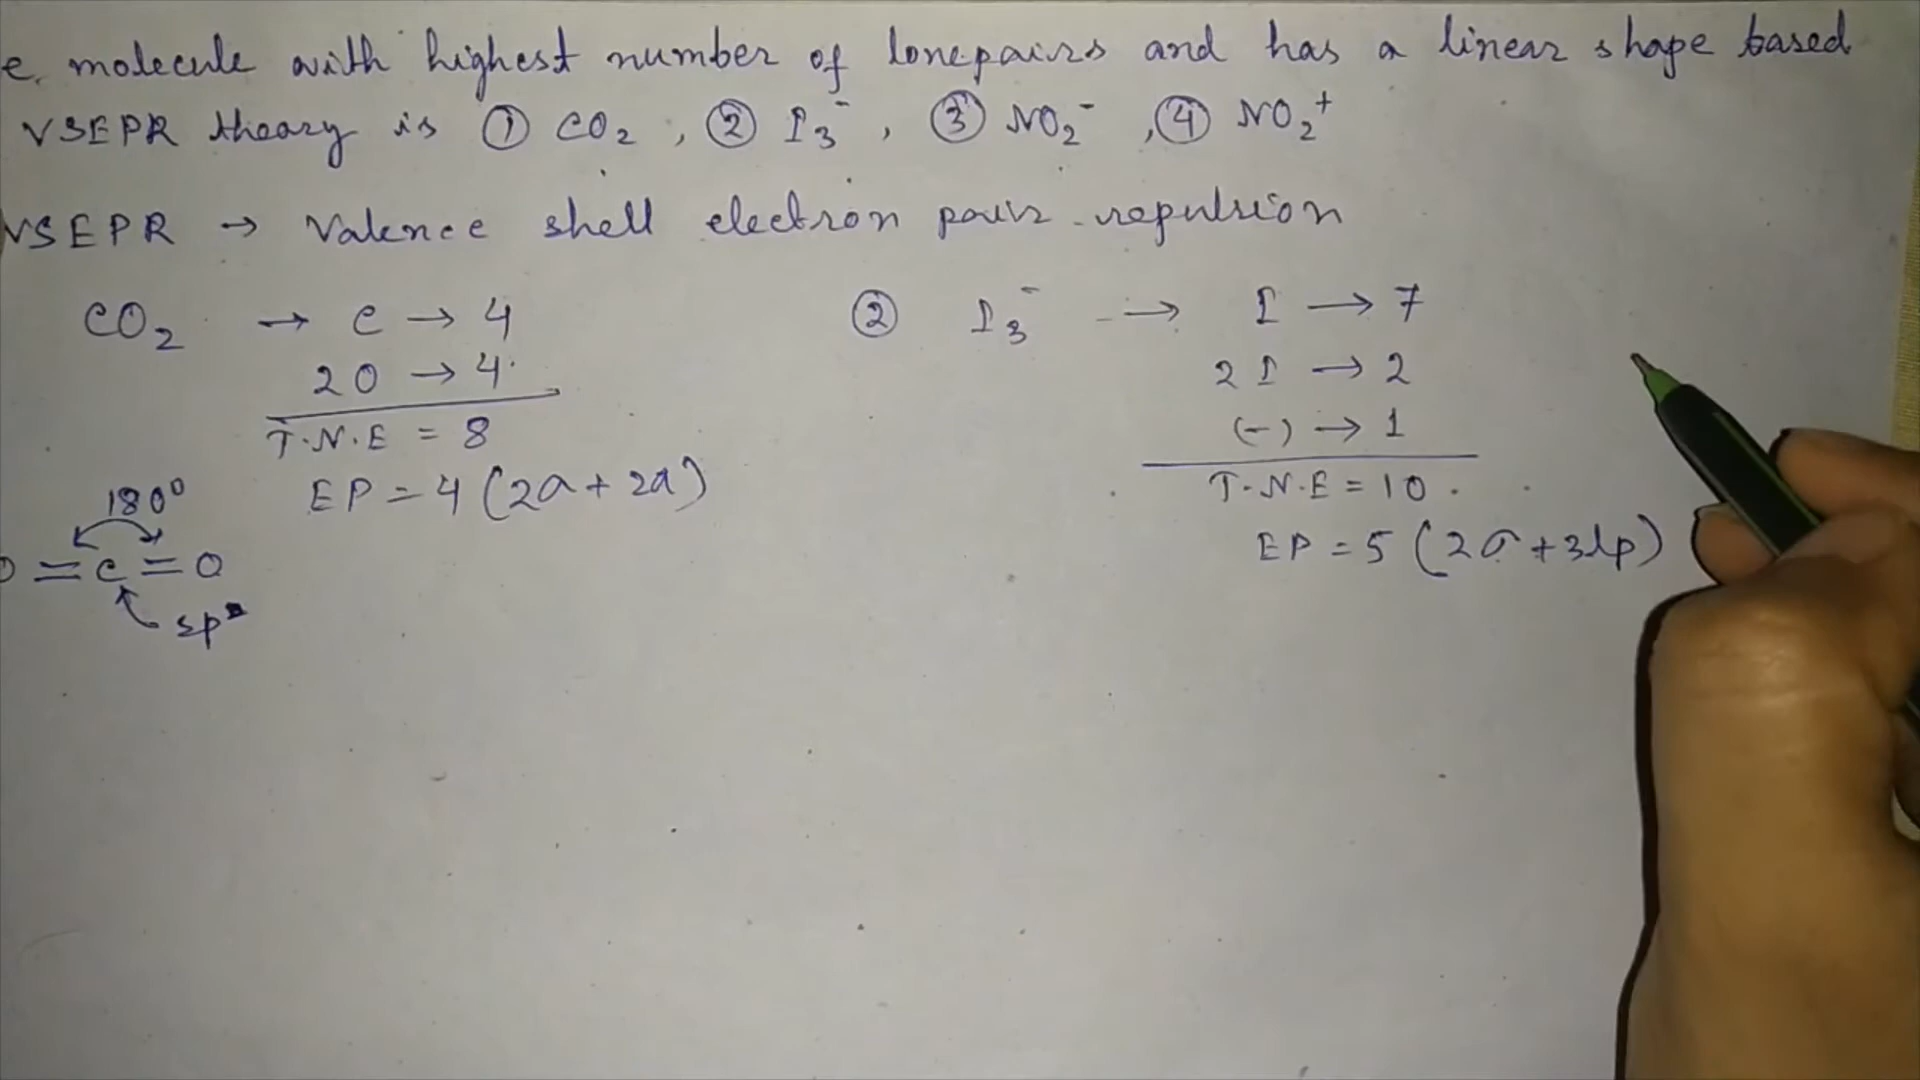 e. molecule with highest number of lonepairs and has a linear shape based
VSEPR theory is ① CO₂ , ② I₃⁻ , ③ NO₂⁻ , ④ NO₂⁺
VSEPR → Valence shell electron pair repulsion
CO₂ → C → 4
2O → 4
T.N.E = 8
EP = 4 (2σ + 2π)
180°
O = C = O
sp
② I₃⁻ → I → 7
2I → 2
(-) → 1
T.N.E = 10
EP = 5 (2σ + 3lp)